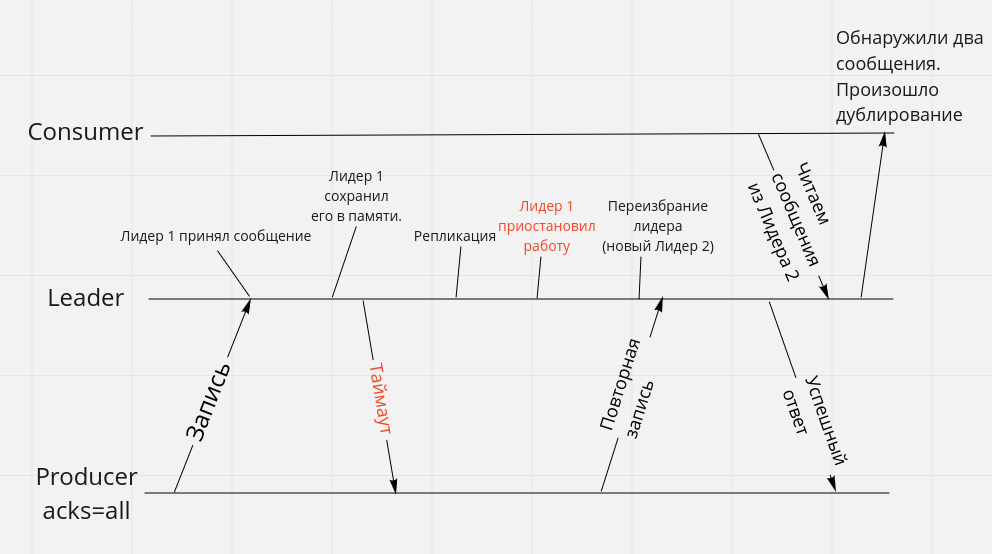 Обнаружили два
сообщения.
Произошло
дублирование
Consumer
Лидер 1
сохранил
его в памяти.
Лидер 1 принял сообщение
Репликация
Лидер 1
приостановил
работу
Переизбрание
лидера
(новый Лидер 2)
Читаем
сообщения
из Лидера 2
Leader
Запись
Таймаут
Повторная
запись
Успешный
ответ
Producer
acks=all